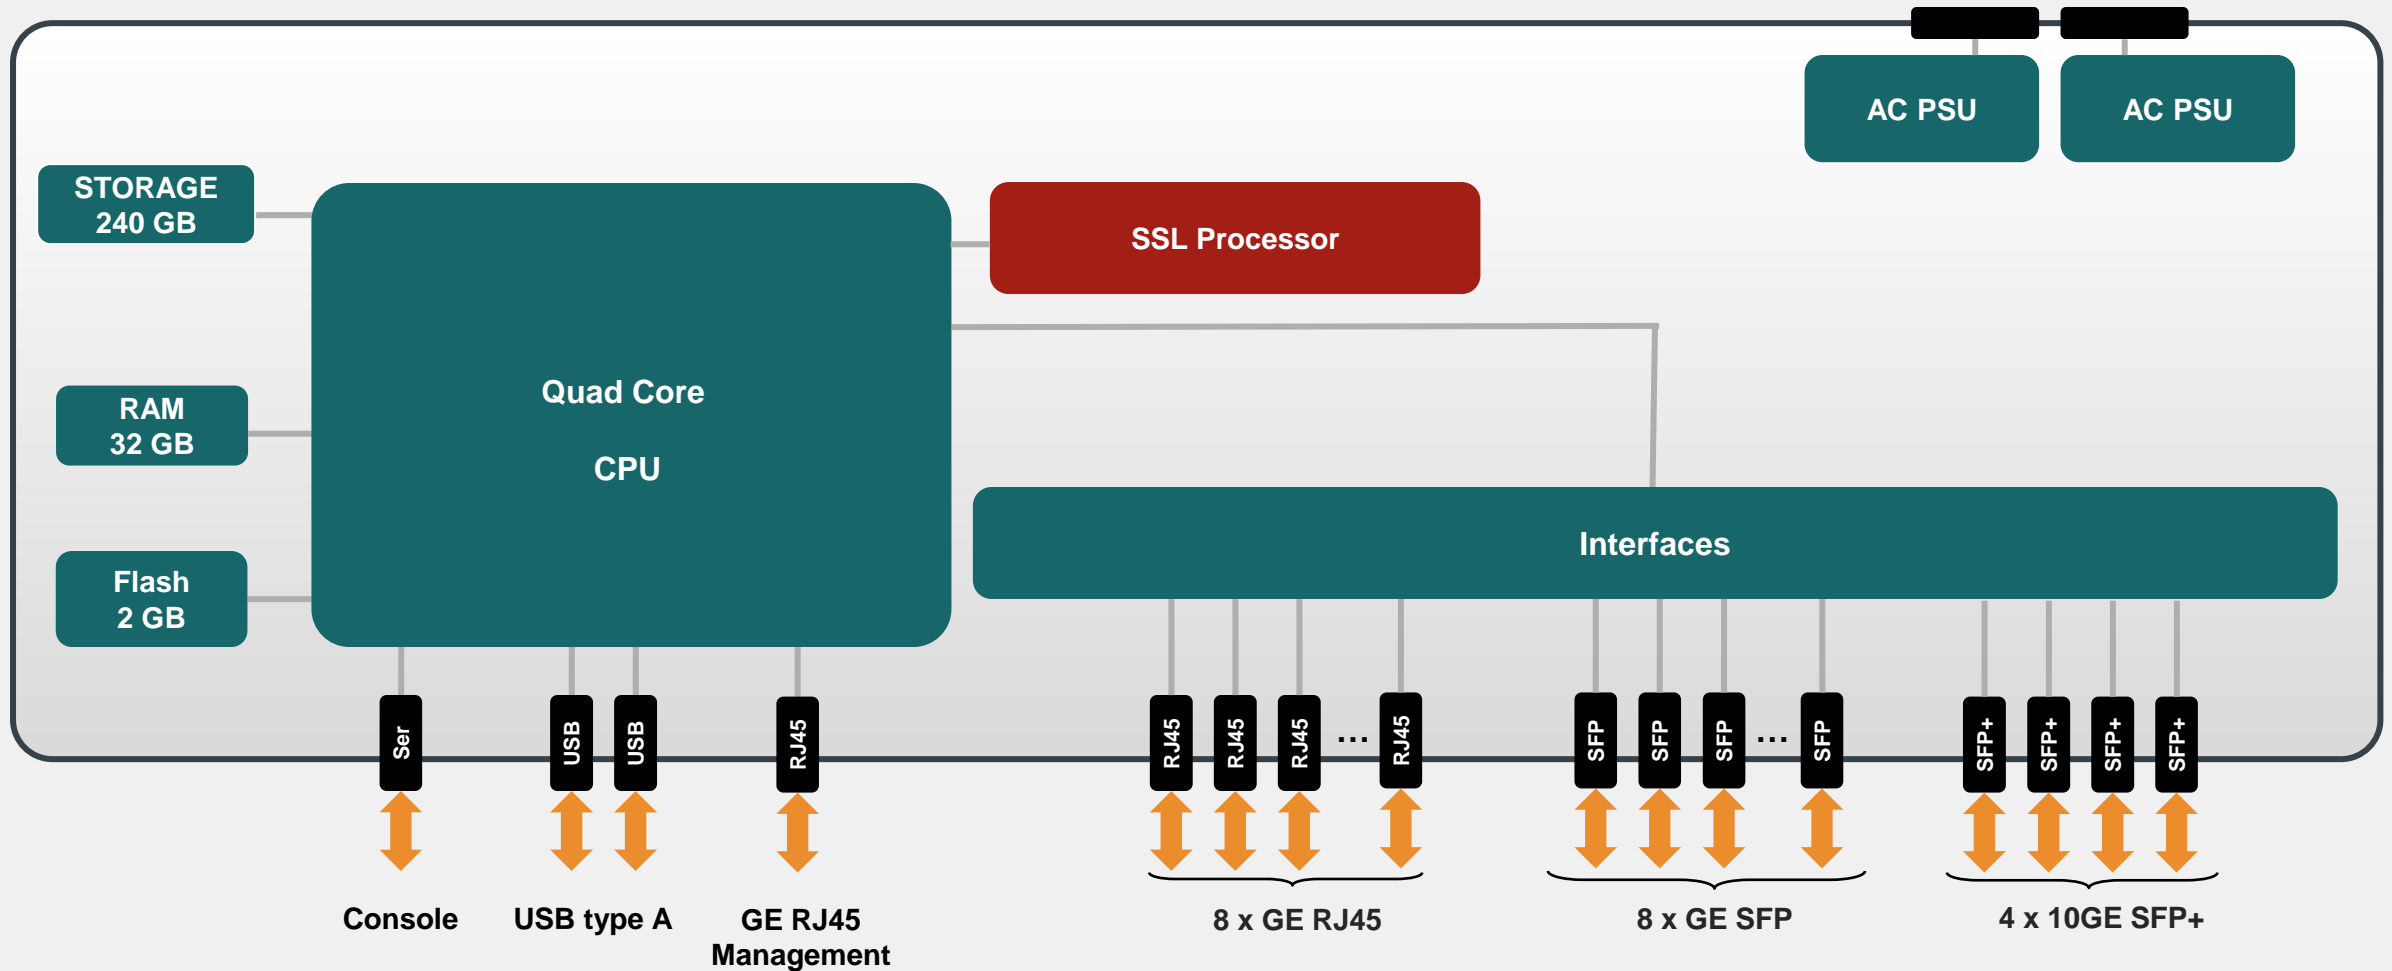 AC PSU
AC PSU
STORAGE
240 GB
SSL Processor
RAM
32 GB
Quad Core
CPU
Interfaces
Flash
2 GB
Ser
USB
USB
RJ45
RJ45
RJ45
RJ45
...
RJ45
SFP
SFP
SFP
...
SFP
SFP+
SFP+
SFP+
SFP+
Console
USB type A
GE RJ45
Management
8 x GE RJ45
8 x GE SFP
4 x 10GE SFP+